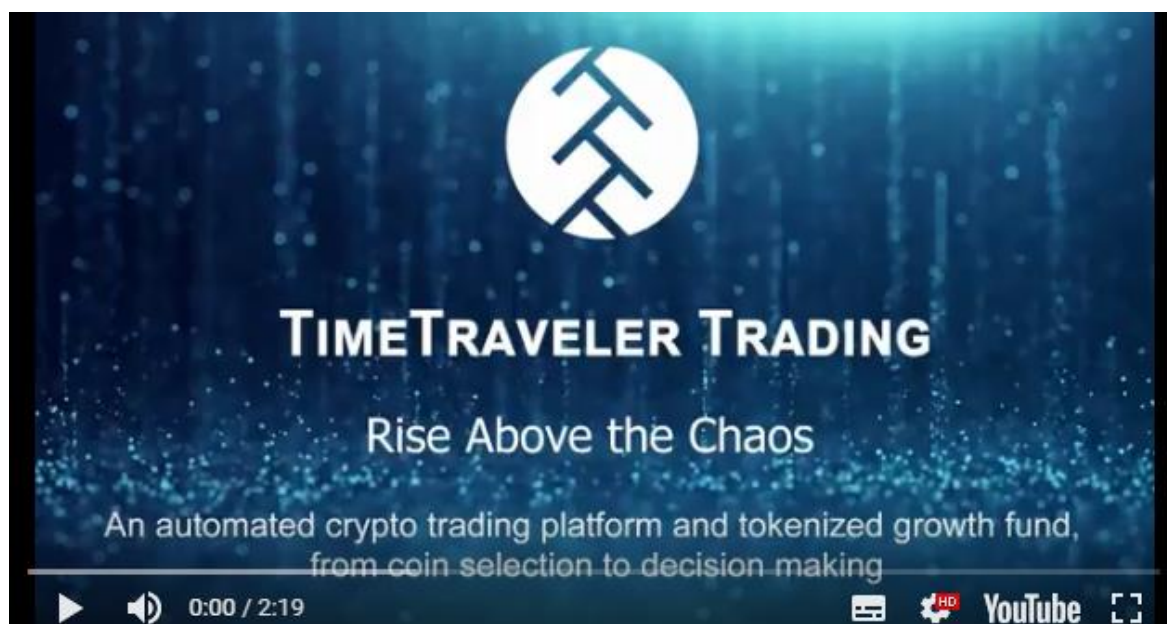 TIMETRAVELER TRADING
Rise Above the Chaos
An automated crypto trading platform and tokenized growth fund,
from coin selection to decision making
0:00 / 2:19
HD
YouTube